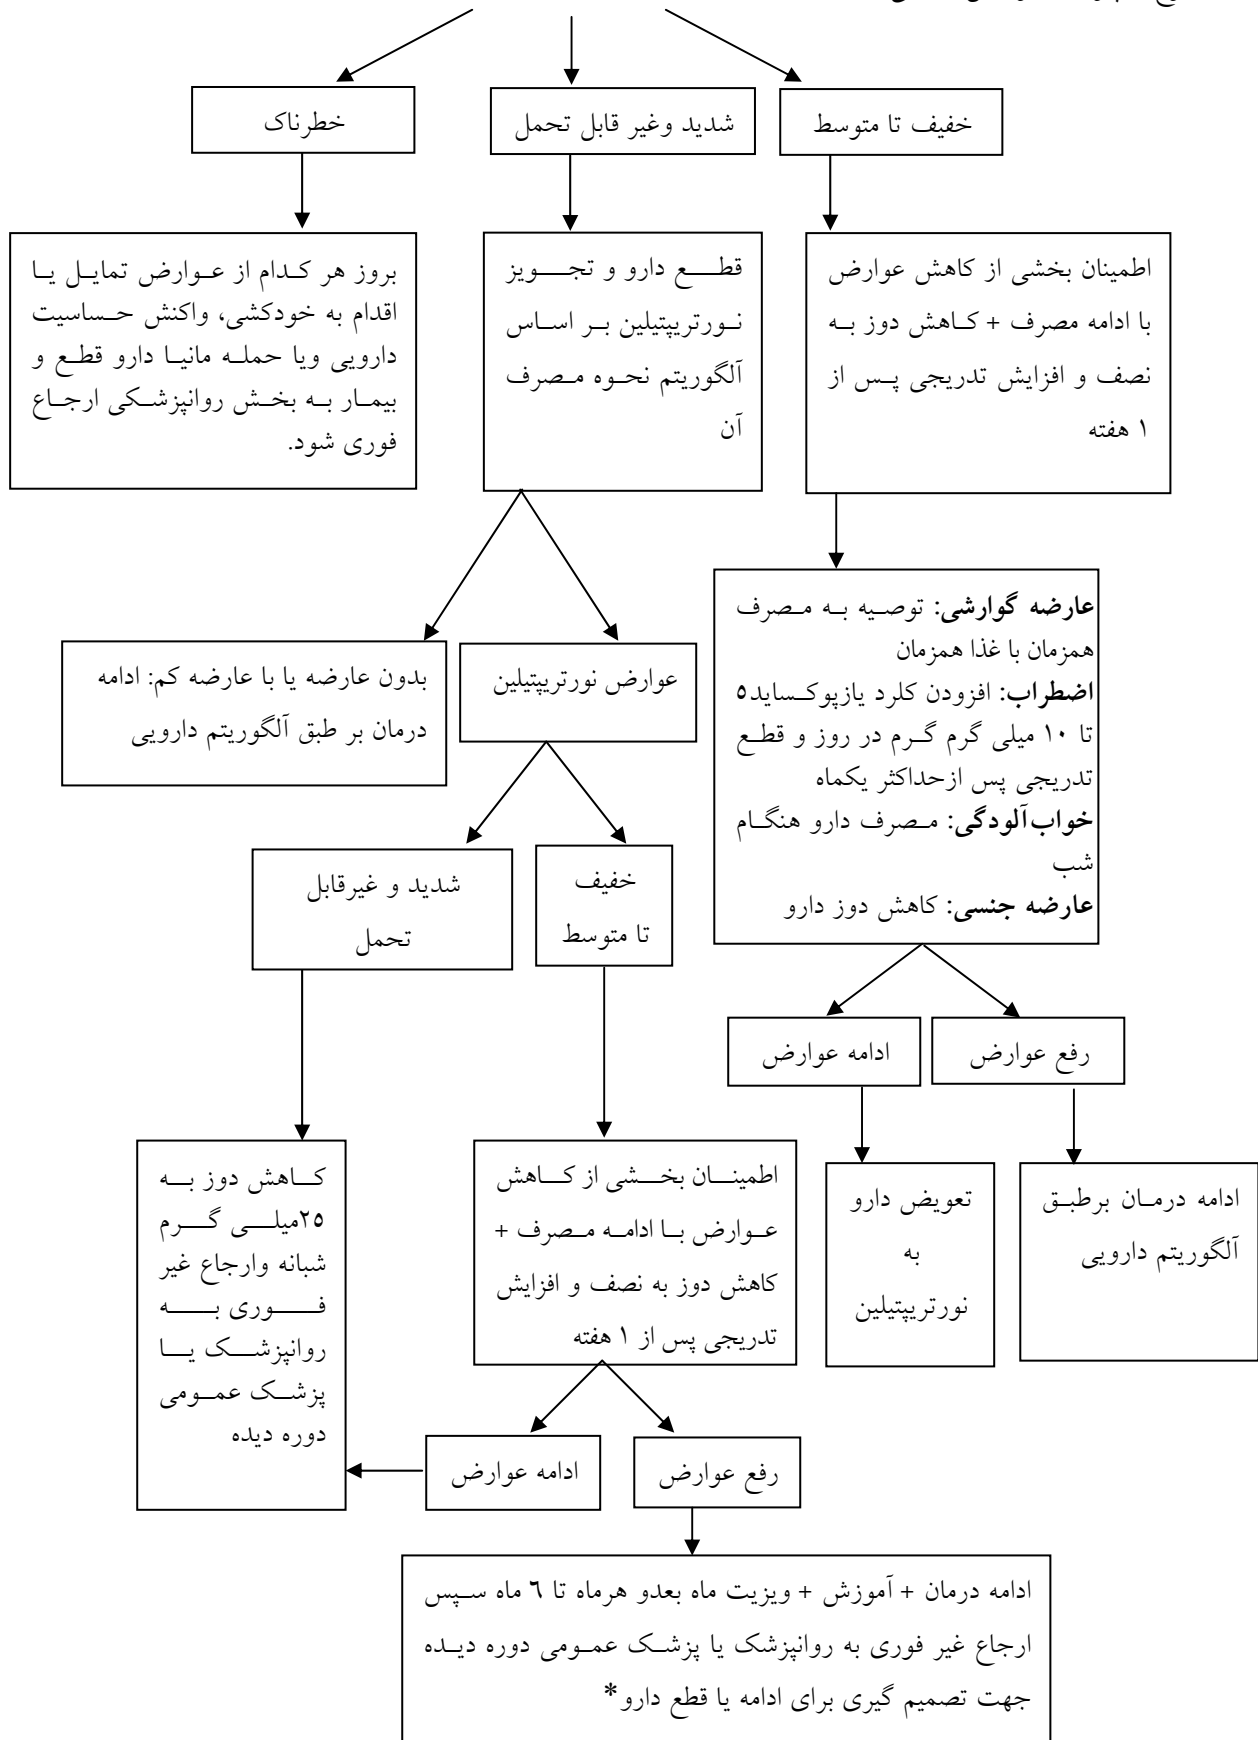 خفیف تا متوسط
شدید وغیر قابل تحمل
خطرناک
اطمینان بخشی از کاهش عوارض
با ادامه مصرف + کاهش دوز به
نصف و افزایش تدریجی پس از
۱ هفته
قطع دارو و تجویز
نورتریپتیلین بر اساس
آلگوریتم نحوه مصرف
آن
بروز هر کدام از عوارض تمایل یا
اقدام به خودکشی، واکنش حساسیت
دارویی ویا حمله مانیا دارو قطع و
بیمار به بخش روانپزشکی ارجاع
فوری شود.
عارضه گوارشی: توصیه به مصرف
همزمان با غذا همزمان
اضطراب: افزودن کلرد یازپوکساید۵
تا ۱۰ میلی گرم گرم در روز و قطع
تدریجی پس ازحداکثر یکماه
خواب‌آلودگی: مصرف دارو هنگام
شب
عارضه جنسی: کاهش دوز دارو
عوارض نورتریپتیلین
بدون عارضه یا با عارضه کم: ادامه
درمان بر طبق آلگوریتم دارویی
خفیف
تا متوسط
شدید و غیرقابل
تحمل
رفع عوارض
ادامه عوارض
ادامه درمان برطبق
آلگوریتم دارویی
تعویض دارو
به
نورتریپتیلین
اطمینان بخشی از کاهش
عوارض با ادامه مصرف +
کاهش دوز به نصف و افزایش
تدریجی پس از ۱ هفته
کاهش دوز به
۲۵میلی گرم
شبانه وارجاع غیر
فوری به
روانپزشک یا
پزشک عمومی
دوره دیده
رفع عوارض
ادامه عوارض
ادامه درمان + آموزش + ویزیت ماه بعدو هرماه تا ٦ ماه سپس
ارجاع غیر فوری به روانپزشک یا پزشک عمومی دوره دیده
جهت تصمیم گیری برای ادامه یا قطع دارو*